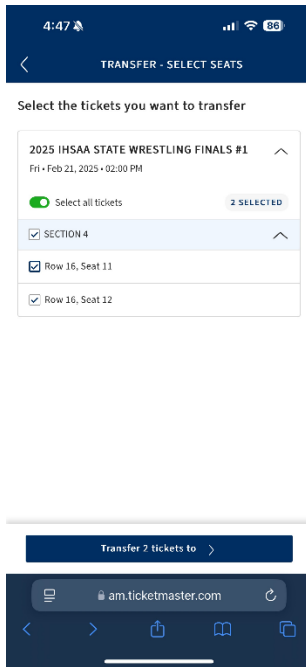 4:47
86
TRANSFER - SELECT SEATS
Select the tickets you want to transfer
2025 IHSAA STATE WRESTLING FINALS #1
Fri • Feb 21, 2025 • 02:00 PM
Select all tickets
2 SELECTED
SECTION 4
Row 16, Seat 11
Row 16, Seat 12
Transfer 2 tickets to
am.ticketmaster.com